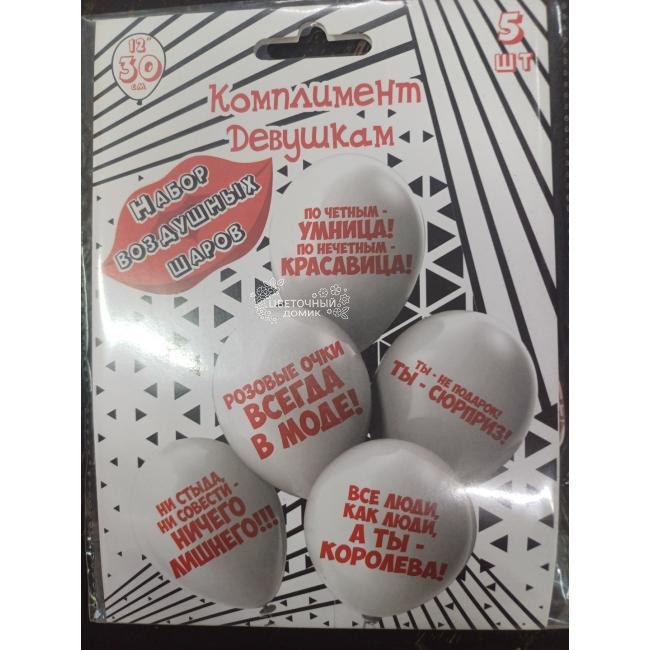 12"
30
см
5
шт
Комплимент
Девушкам
Набор
воздушных
шаров
ПО ЧЕТНЫМ -
УМНИЦА!
ПО НЕЧЕТНЫМ -
КРАСАВИЦА!
ЦВЕТОЧНЫЙ
ДОМИК
РОЗОВЫЕ ОЧКИ
ВСЕГДА
В МОДЕ!
ТЫ - НЕ ПОДАРОК!
ТЫ - СЮРПРИЗ!
НИ СТЫДА,
НИ СОВЕСТИ -
НИЧЕГО
ЛИШНЕГО!!!
ВСЕ ЛЮДИ,
КАК ЛЮДИ,
А ТЫ -
КОРОЛЕВА!